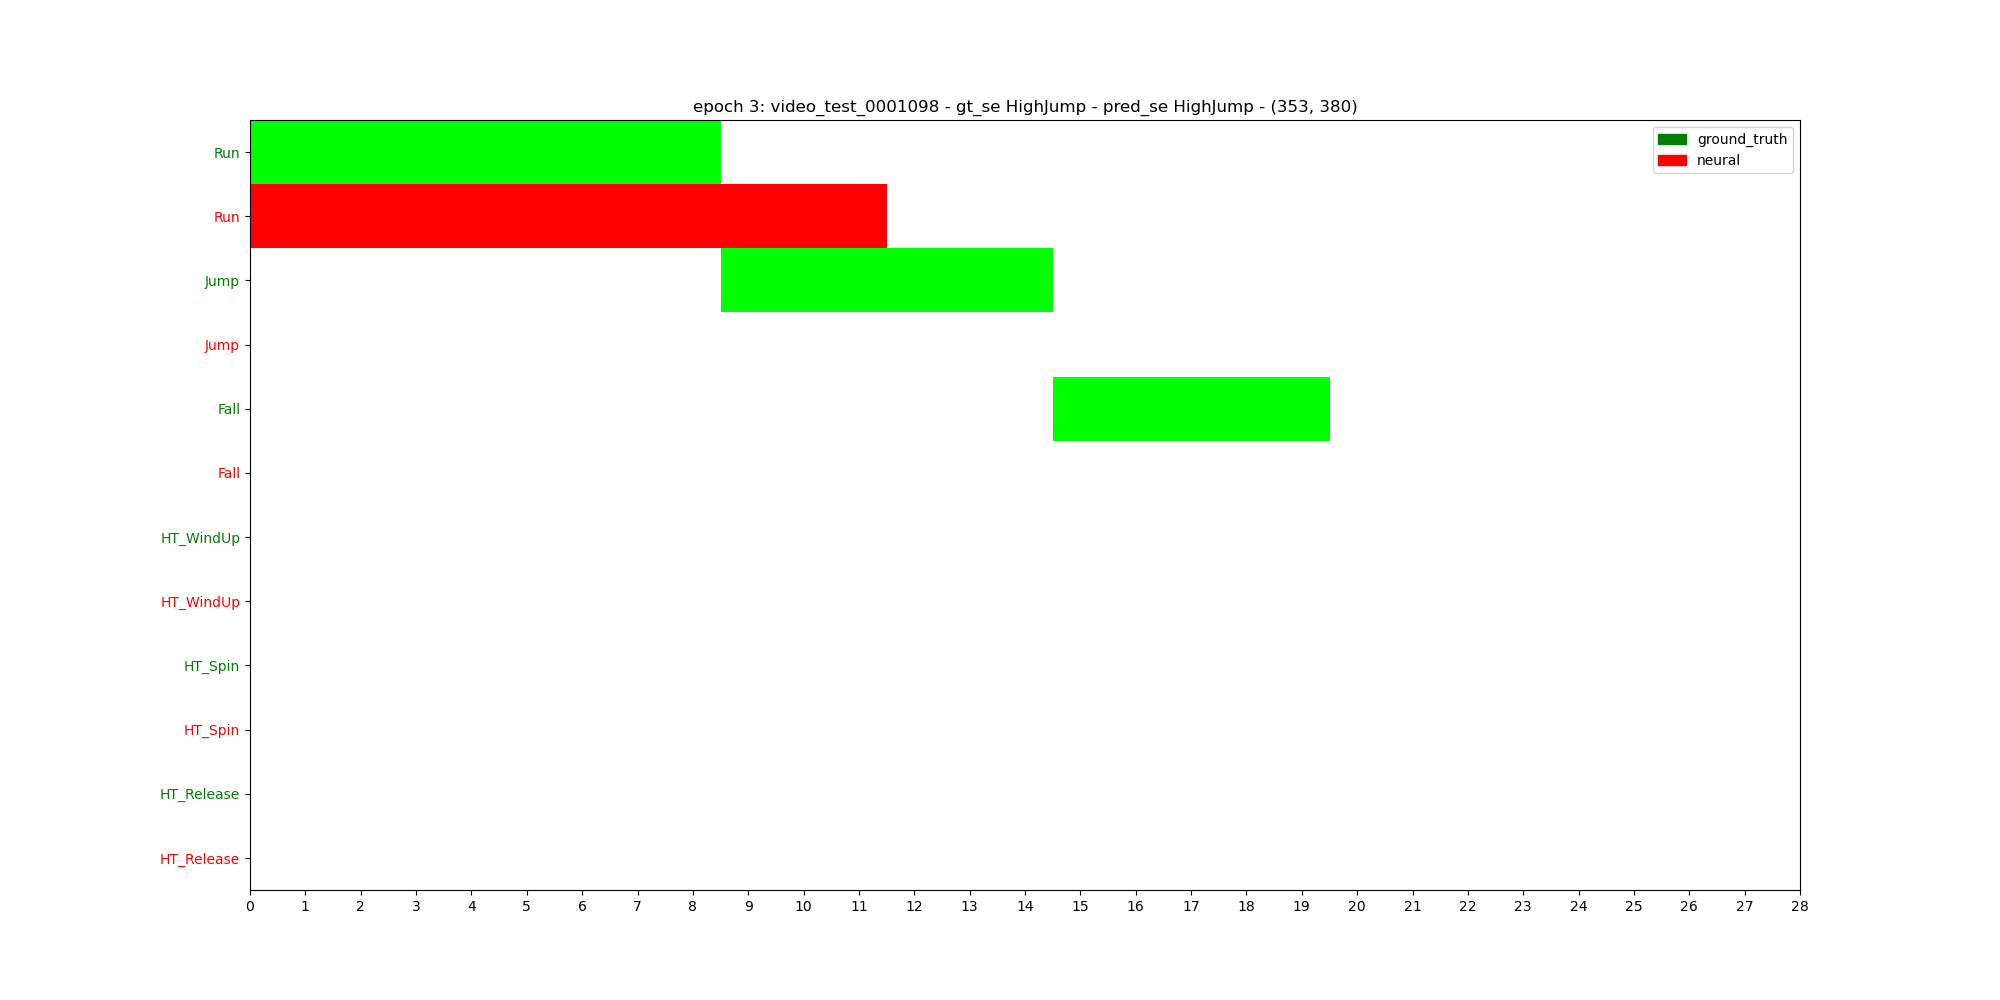 epoch 3: video_test_0001098 - gt_se HighJump - pred_se HighJump - (353, 380)
ground_truth
neural
Run
Run
Jump
Jump
Fall
Fall
HT_WindUp
HT_WindUp
HT_Spin
HT_Spin
HT_Release
HT_Release
0 1 2 3 4 5 6 7 8 9 10 11 12 13 14 15 16 17 18 19 20 21 22 23 24 25 26 27 28